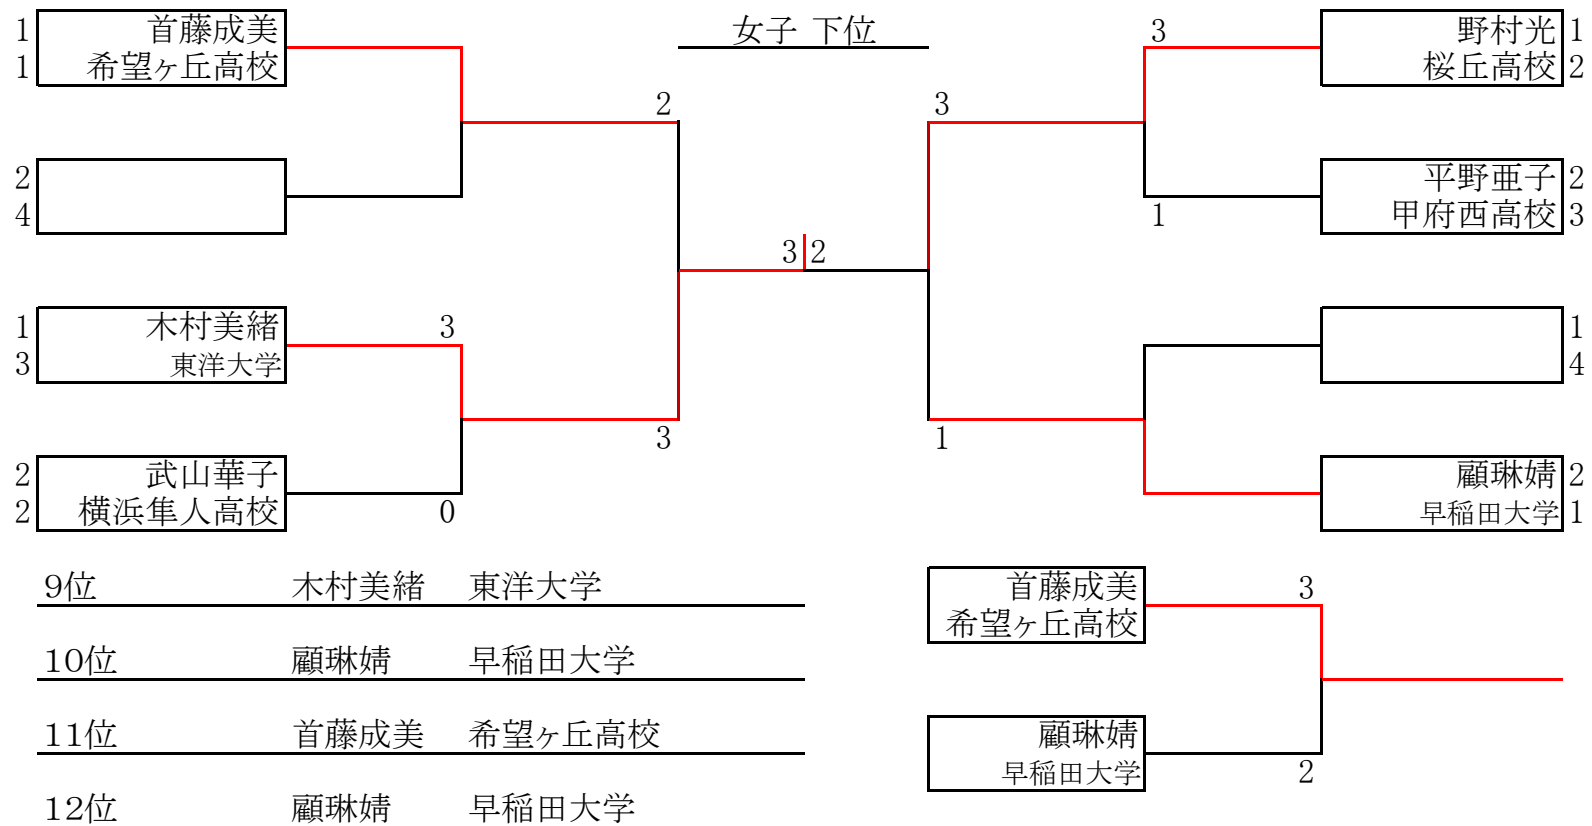 女子 下位
1 首藤成美
1 希望ヶ丘高校
2
4
1 木村美緒
3 東洋大学
2 武山華子
2 横浜隼人高校
2
3
0
3
3 2
3
1
3
1
野村光 1
桜丘高校 2
平野亜子 2
甲府西高校 3
1
4
顧琳婧 2
早稲田大学 1
9位 木村美緒 東洋大学
10位 顧琳婧 早稲田大学
11位 首藤成美 希望ヶ丘高校
12位 顧琳婧 早稲田大学
首藤成美
希望ヶ丘高校
3
顧琳婧
早稲田大学
2